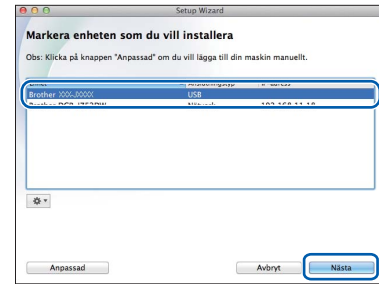 Setup Wizard
Markera enheten som du vill installera
Obs: Klicka på knappen "Anpassad" om du vill lägga till din maskin manuellt.
Brother XXX-XXXX USB
Anpassad Avbryt Nästa